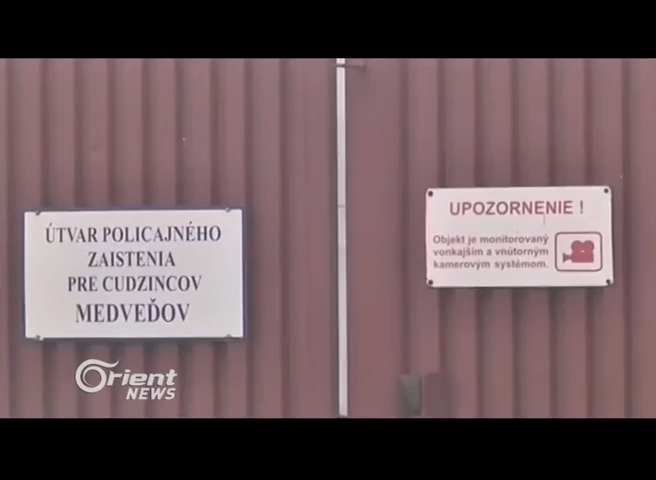 ÚTVAR POLICAJNÉHO
ZAISTENIA
PRE CUDZINCOV
MEDVEĎOV
UPOZORNENIE !
Objekt je monitorovaný
vonkajším a vnútorným
kamerovým systémom.
Orient
NEWS